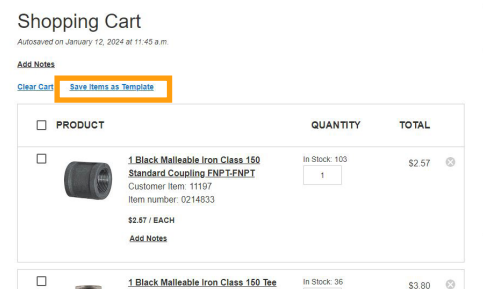 Shopping Cart
Autosaved on January 12, 2024 at 11:45 a.m.
Add Notes
Clear Cart Save Items as Template
PRODUCT QUANTITY TOTAL
1 Black Malleable Iron Class 150 In Stock: 103
Standard Coupling FNPT-FNPT 1 $2.57
Customer Item: 11197
Item number: 0214833
$2.57 / EACH
Add Notes
1 Black Malleable Iron Class 150 Tee In Stock: 36
$3.80